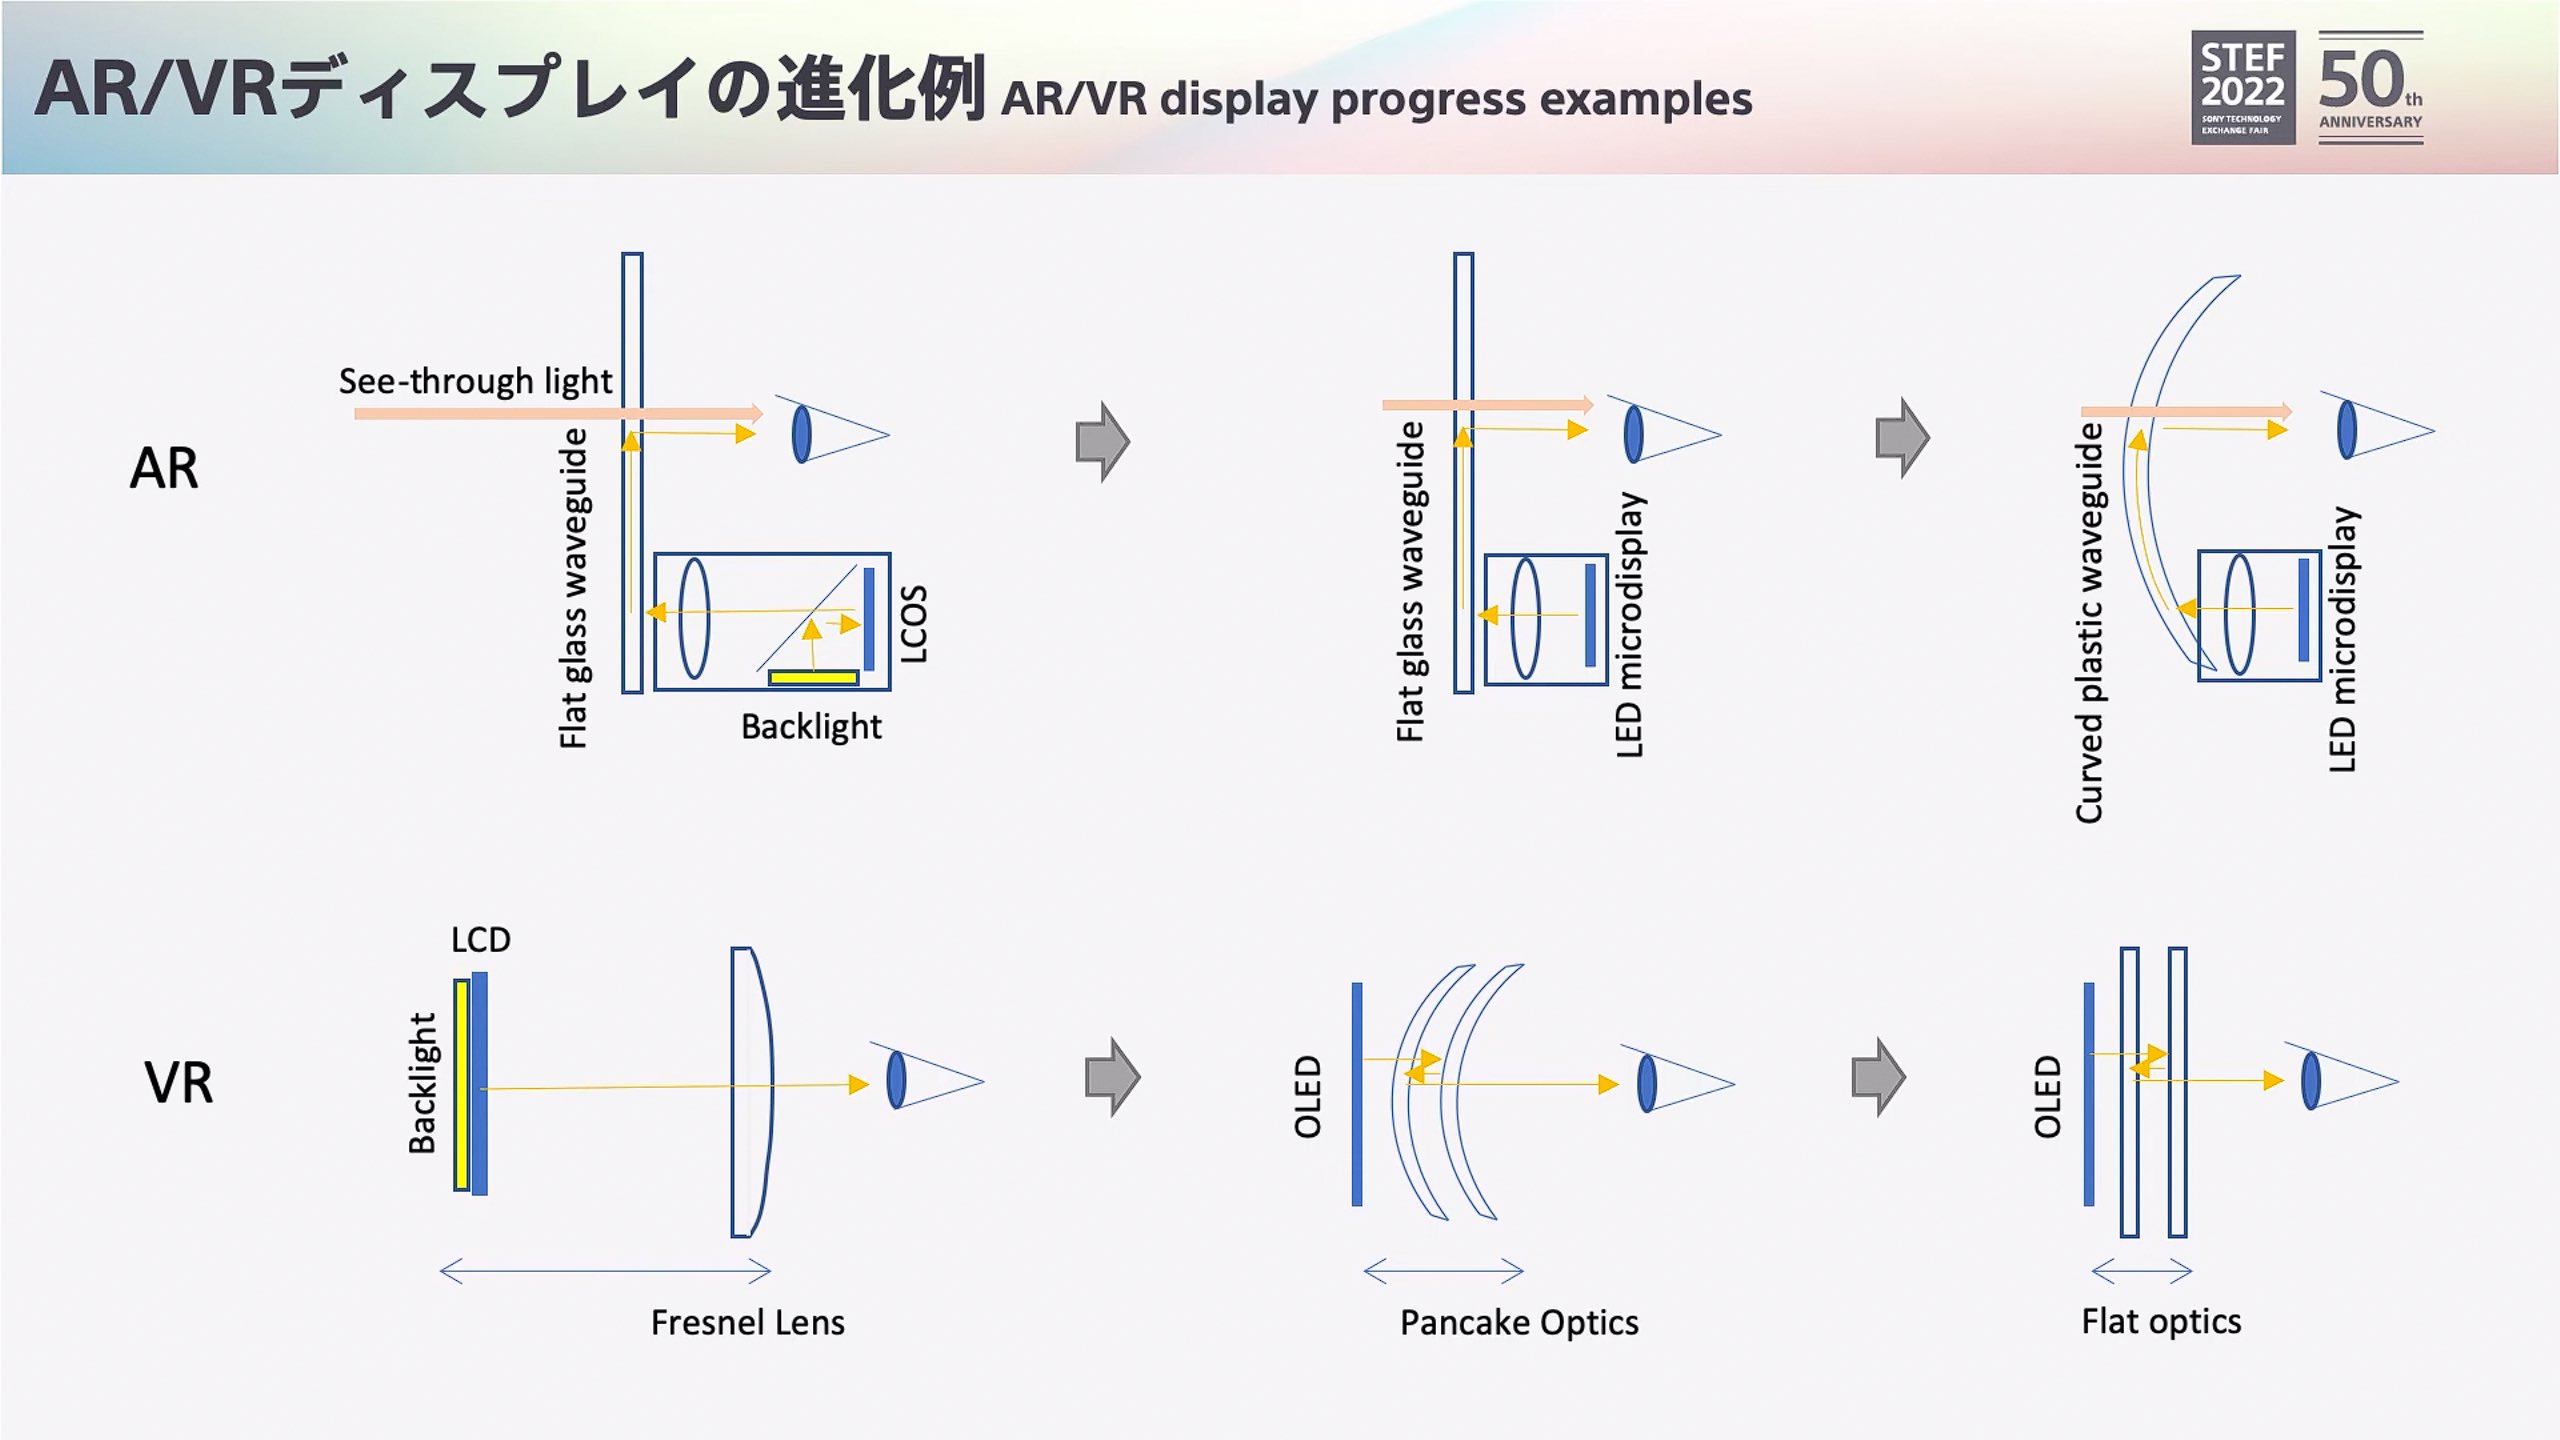 AR/VRディスプレイの進化例 AR/VR display progress examples
STEF
2022
SONY TECHNOLOGY
EXCHANGE FAIR
50th
ANNIVERSARY
AR
See-through light
Flat glass waveguide
LCOS
Backlight
Flat glass waveguide
LED microdisplay
Curved plastic waveguide
LED microdisplay
VR
LCD
Backlight
Fresnel Lens
OLED
Pancake Optics
OLED
Flat optics